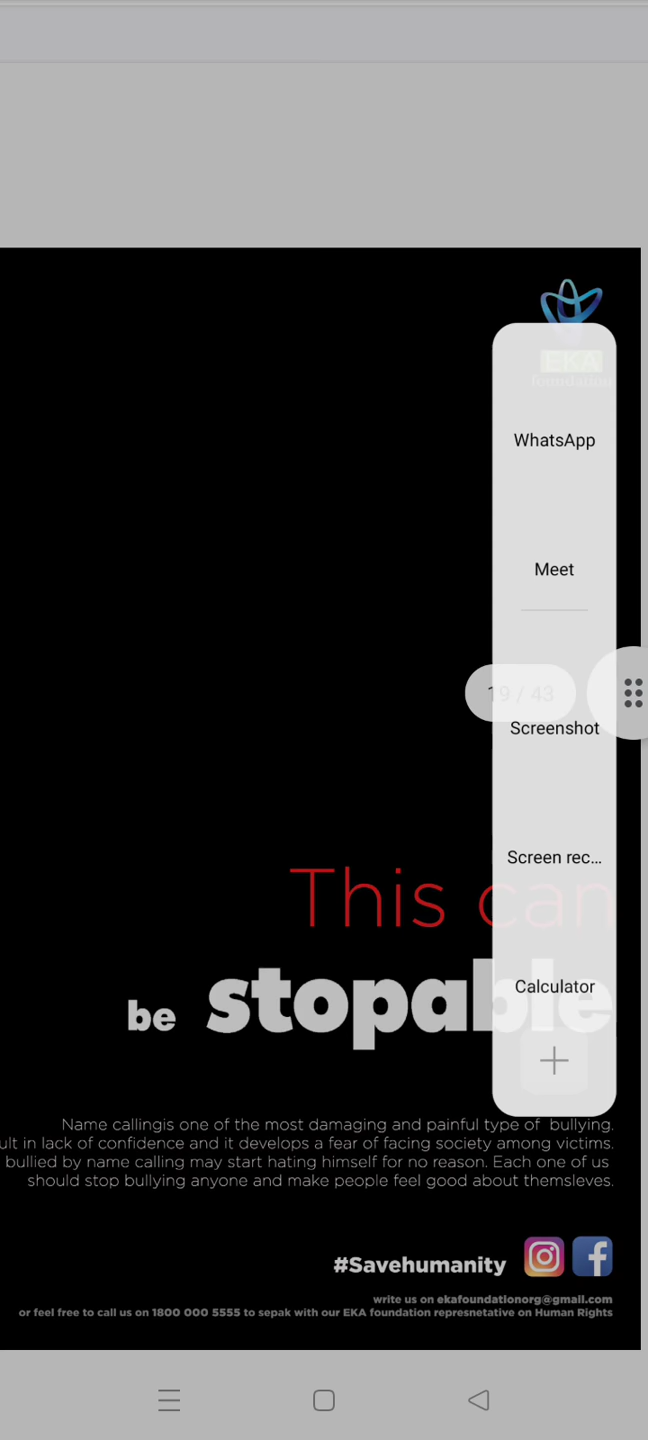 EKA
foundation
WhatsApp
Meet
19 / 43
Screenshot
Screen rec...
This can
be stopable
Calculator
Name callingis one of the most damaging and painful type of bullying.
ult in lack of confidence and it develops a fear of facing society among victims.
bullied by name calling may start hating himself for no reason. Each one of us
should stop bullying anyone and make people feel good about themsleves.
#Savehumanity
write us on ekafoundationorg@gmail.com
or feel free to call us on 1800 000 5555 to sepak with our EKA foundation represnetative on Human Rights